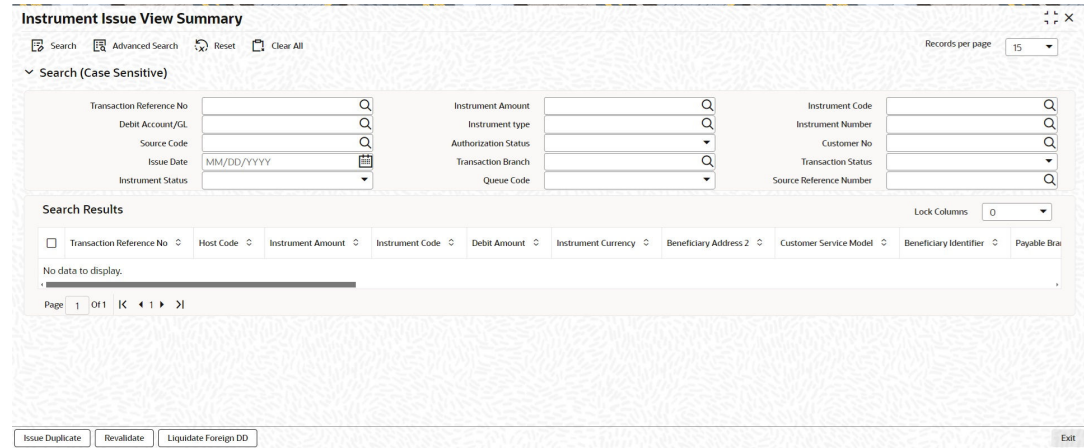 Instrument Issue View Summary
Search Advanced Search Reset Clear All Records per page 15
Search (Case Sensitive)
Transaction Reference No Instrument Amount Instrument Code
Debit Account/GL Instrument type Instrument Number
Source Code Authorization Status Customer No
Issue Date MM/DD/YYYY Transaction Branch Transaction Status
Instrument Status Queue Code Source Reference Number
Search Results Lock Columns 0
Transaction Reference No Host Code Instrument Amount Instrument Code Debit Amount Instrument Currency Beneficiary Address 2 Customer Service Model Beneficiary Identifier Payable Bra
No data to display.
Page 1 Of 1 1
Issue Duplicate Revalidate Liquidate Foreign DD Exit